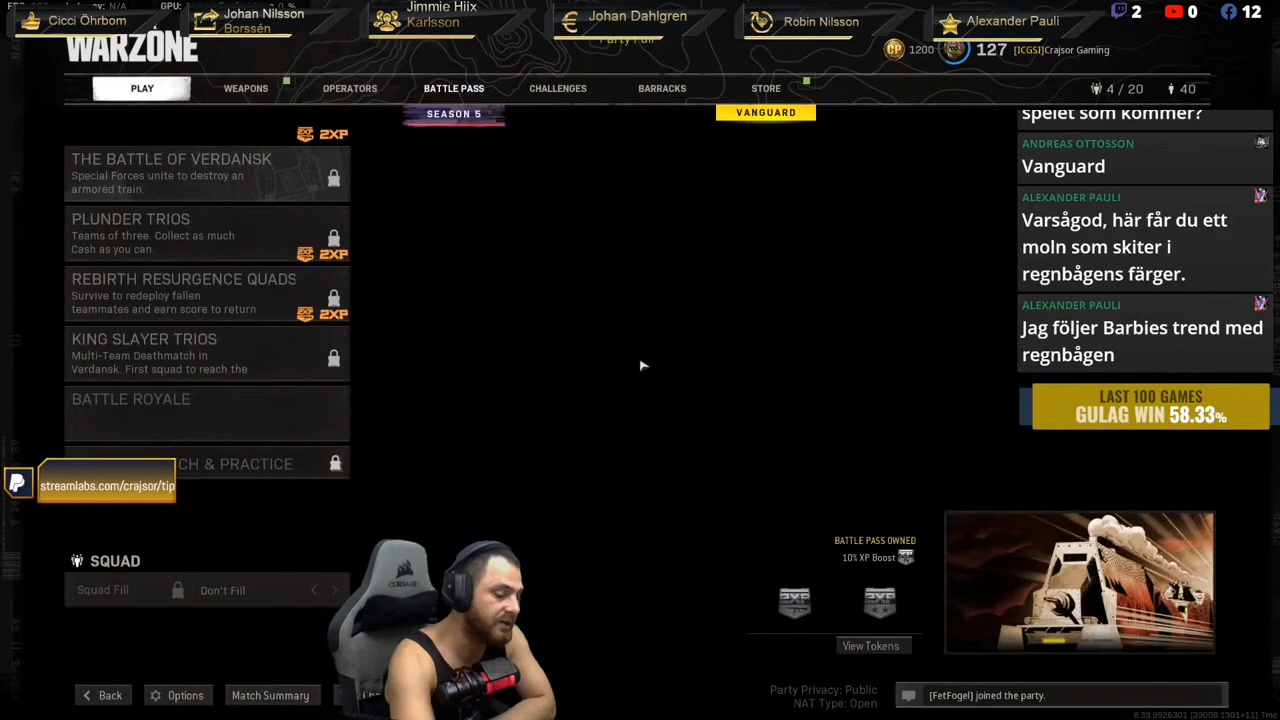 Cicci Öhrbom
Johan Nilsson
Borssén
Jimmie Hiix
Karlsson
Johan Dahlgren
Robin Nilsson
Alexander Pauli
2
0
12
WARZONE
CP 1200
127 [ICGS]Crajsor Gaming
PLAY
WEAPONS
OPERATORS
BATTLE PASS
CHALLENGES
BARRACKS
STORE
4 / 20
40
SEASON 5
VANGUARD
2XP
THE BATTLE OF VERDANSK
Special Forces unite to destroy an
armored train.
PLUNDER TRIOS
Teams of three. Collect as much
Cash as you can.
2XP
REBIRTH RESURGENCE QUADS
Survive to redeploy fallen
teammates and earn score to return
2XP
KING SLAYER TRIOS
Multi-Team Deathmatch in
Verdansk. First squad to reach the
BATTLE ROYALE
CH & PRACTICE
streamlabs.com/crajsor/tip
spelet som kommer?
ANDREAS OTTOSSON
Vanguard
ALEXANDER PAULI
Varsågod, här får du ett
moln som skiter i
regnbågens färger.
ALEXANDER PAULI
Jag följer Barbies trend med
regnbågen
LAST 100 GAMES
GULAG WIN 58.33%
SQUAD
Squad Fill
Don't Fill
BATTLE PASS OWNED
10% XP Boost
2XP
2XP
View Tokens
CORSAIR
Back
Options
Match Summary
Party Privacy: Public
NAT Type: Open
[FetFogel] joined the party.